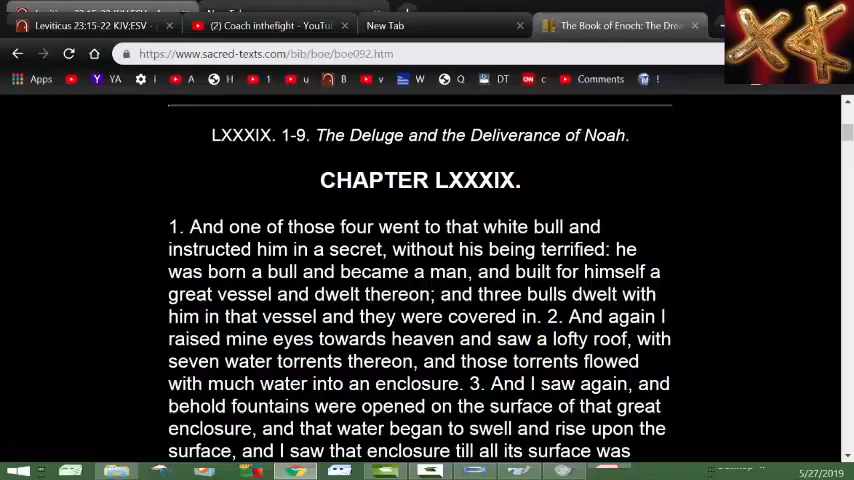 Leviticus 23:15-22 KJV;ESV
(2) Coach inthefight - YouTu
New Tab
The Book of Enoch: The Drea
https://www.sacred-texts.com/bib/boe/boe092.htm
Apps
YA
i
A
H
1
u
B
v
W
Q
DT
c
Comments
!
LXXXIX. 1-9. The Deluge and the Deliverance of Noah.
CHAPTER LXXXIX.
1. And one of those four went to that white bull and
instructed him in a secret, without his being terrified: he
was born a bull and became a man, and built for himself a
great vessel and dwelt thereon; and three bulls dwelt with
him in that vessel and they were covered in. 2. And again I
raised mine eyes towards heaven and saw a lofty roof, with
seven water torrents thereon, and those torrents flowed
with much water into an enclosure. 3. And I saw again, and
behold fountains were opened on the surface of that great
enclosure, and that water began to swell and rise upon the
surface, and I saw that enclosure till all its surface was
5/27/2019